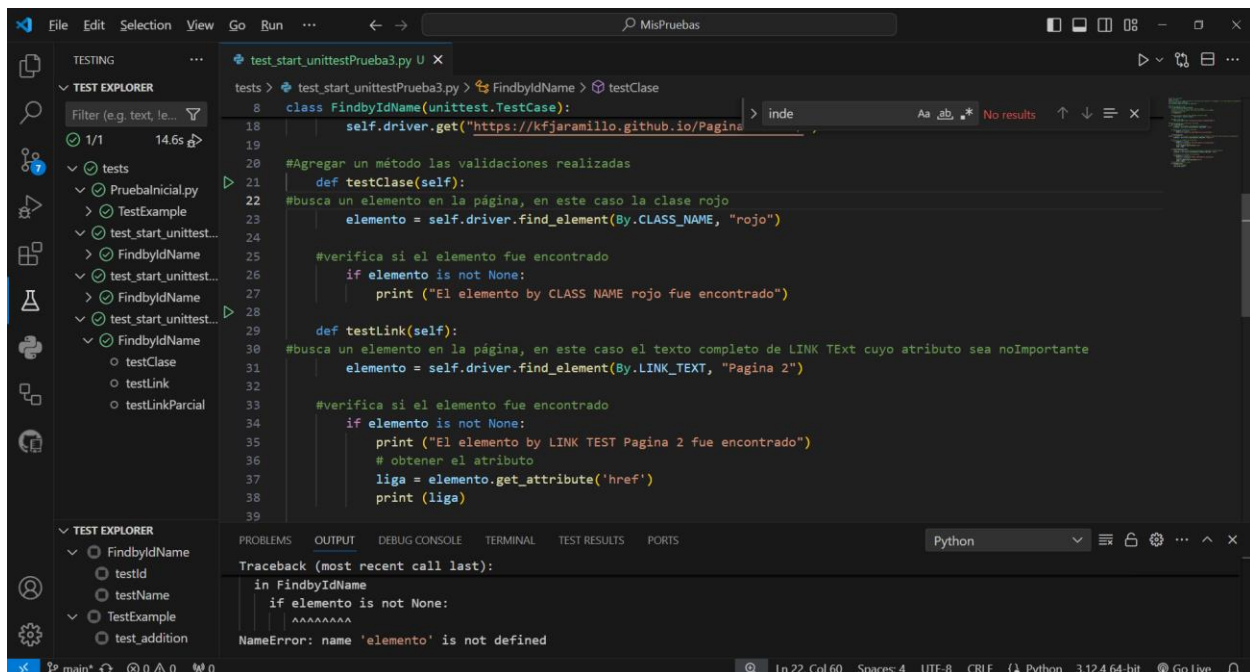 File Edit Selection View Go Run ···
MisPruebas
TESTING ···
TEST EXPLORER
Filter (e.g. text, !e...
1/1 14.6s
tests
PruebaInicial.py
TestExample
test_start_unittest...
FindbyIdName
test_start_unittest...
FindbyIdName
test_start_unittest...
FindbyIdName
testClase
testLink
testLinkParcial
TEST EXPLORER
FindbyIdName
testId
testName
TestExample
test_addition
test_start_unittestPrueba3.py U
tests > test_start_unittestPrueba3.py > FindbyIdName > testClase
inde Aa ab .* No results
8 class FindbyIdName(unittest.TestCase):
18 self.driver.get("https://kfjaramillo.github.io/Pagina
19
20 #Agregar un método las validaciones realizadas
21 def testClase(self):
22 #busca un elemento en la página, en este caso la clase rojo
23 elemento = self.driver.find_element(By.CLASS_NAME, "rojo")
24
25 #verifica si el elemento fue encontrado
26 if elemento is not None:
27 print ("El elemento by CLASS NAME rojo fue encontrado")
28
29 def testLink(self):
30 #busca un elemento en la página, en este caso el texto completo de LINK TExt cuyo atributo sea noImportante
31 elemento = self.driver.find_element(By.LINK_TEXT, "Pagina 2")
32
33 #verifica si el elemento fue encontrado
34 if elemento is not None:
35 print ("El elemento by LINK TEST Pagina 2 fue encontrado")
36 # obtener el atributo
37 liga = elemento.get_attribute('href')
38 print (liga)
39
PROBLEMS OUTPUT DEBUG CONSOLE TERMINAL TEST RESULTS PORTS Python
Traceback (most recent call last):
in FindbyIdName
if elemento is not None:
^^^^^^^^
NameError: name 'elemento' is not defined
7
main* 0 0 0 Ln 22, Col 60 Spaces: 4 UTF-8 CRLF Python 3.12.4 64-bit Go Live